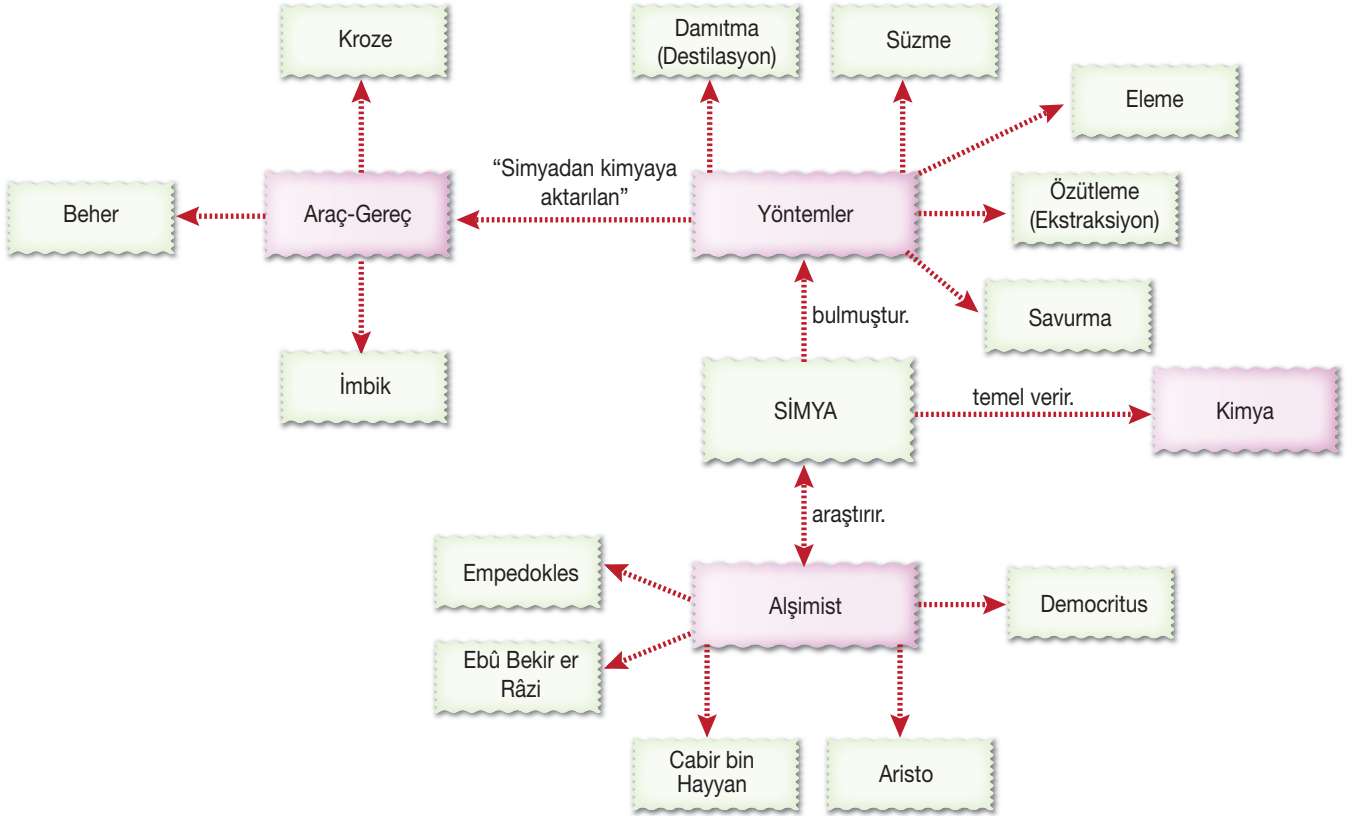 Kroze
Damıtma
(Destilasyon)
Süzme
Eleme
“Simyadan kimyaya
aktarılan”
Beher
Araç-Gereç
Yöntemler
Özütleme
(Ekstraksiyon)
Savurma
bulmuştur.
İmbik
SİMYA
temel verir.
Kimya
araştırır.
Empedokles
Alşimist
Democritus
Ebû Bekir er
Râzi
Cabir bin
Hayyan
Aristo